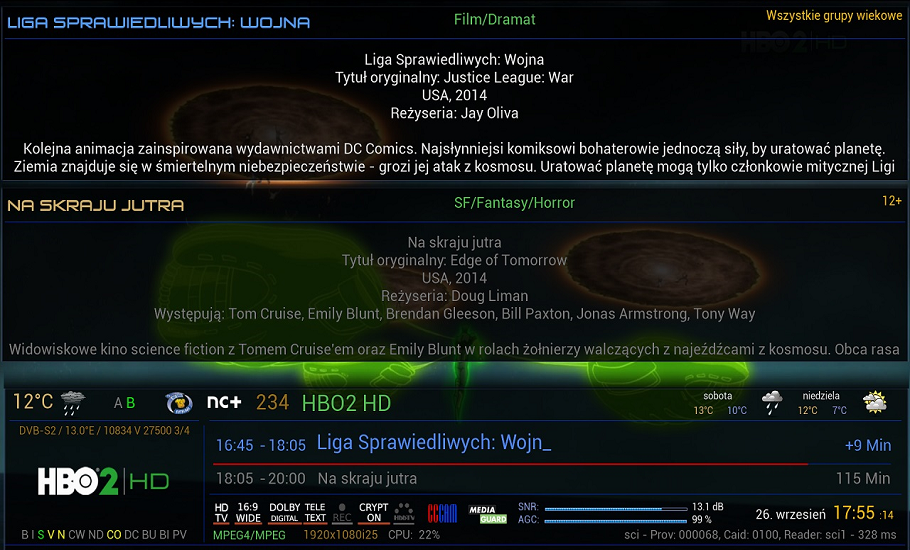 LIGA SPRAWIEDLIWYCH: WOJNA
Film/Dramat
Wszystkie grupy wiekowe
HBO2 HD
Liga Sprawiedliwych: Wojna
Tytuł oryginalny: Justice League: War
USA, 2014
Reżyseria: Jay Oliva
Kolejna animacja zainspirowana wydawnictwami DC Comics. Najsłynniejsi komiksowi bohaterowie jednoczą siły, by uratować planetę.
Ziemia znajduje się w śmiertelnym niebezpieczeństwie - grozi jej atak z kosmosu. Uratować planetę mogą tylko członkowie mitycznej Ligi
NA SKRAJU JUTRA
SF/Fantasy/Horror
12+
Na skraju jutra
Tytuł oryginalny: Edge of Tomorrow
USA, 2014
Reżyseria: Doug Liman
Występują: Tom Cruise, Emily Blunt, Brendan Gleeson, Bill Paxton, Jonas Armstrong, Tony Way
Widowiskowe kino science fiction z Tomem Cruise'em oraz Emily Blunt w rolach żołnierzy walczących z najeźdźcami z kosmosu. Obca rasa
12°C
A B
nc+
234 HBO2 HD
sobota
13°C 10°C
niedziela
12°C 7°C
DVB-S2 / 13.0°E / 10834 V 27500 3/4
16:45 - 18:05 Liga Sprawiedliwych: Wojn_
+9 Min
18:05 - 20:00 Na skraju jutra
115 Min
HBO2 HD
HD TV
16:9 WIDE
DOLBY DIGITAL
TELE TEXT
REC
CRYPT ON
HbbTV
CCCAM
MEDIA GUARD
SNR: 13.1 dB
AGC: 99 %
26. wrzesień 17:55 :14
B I S V N CW ND CO DC BU BI PV
MPEG4/MPEG
1920x1080i25
CPU: 22%
sci - Prov: 000068, Caid: 0100, Reader: sci1 - 328 ms